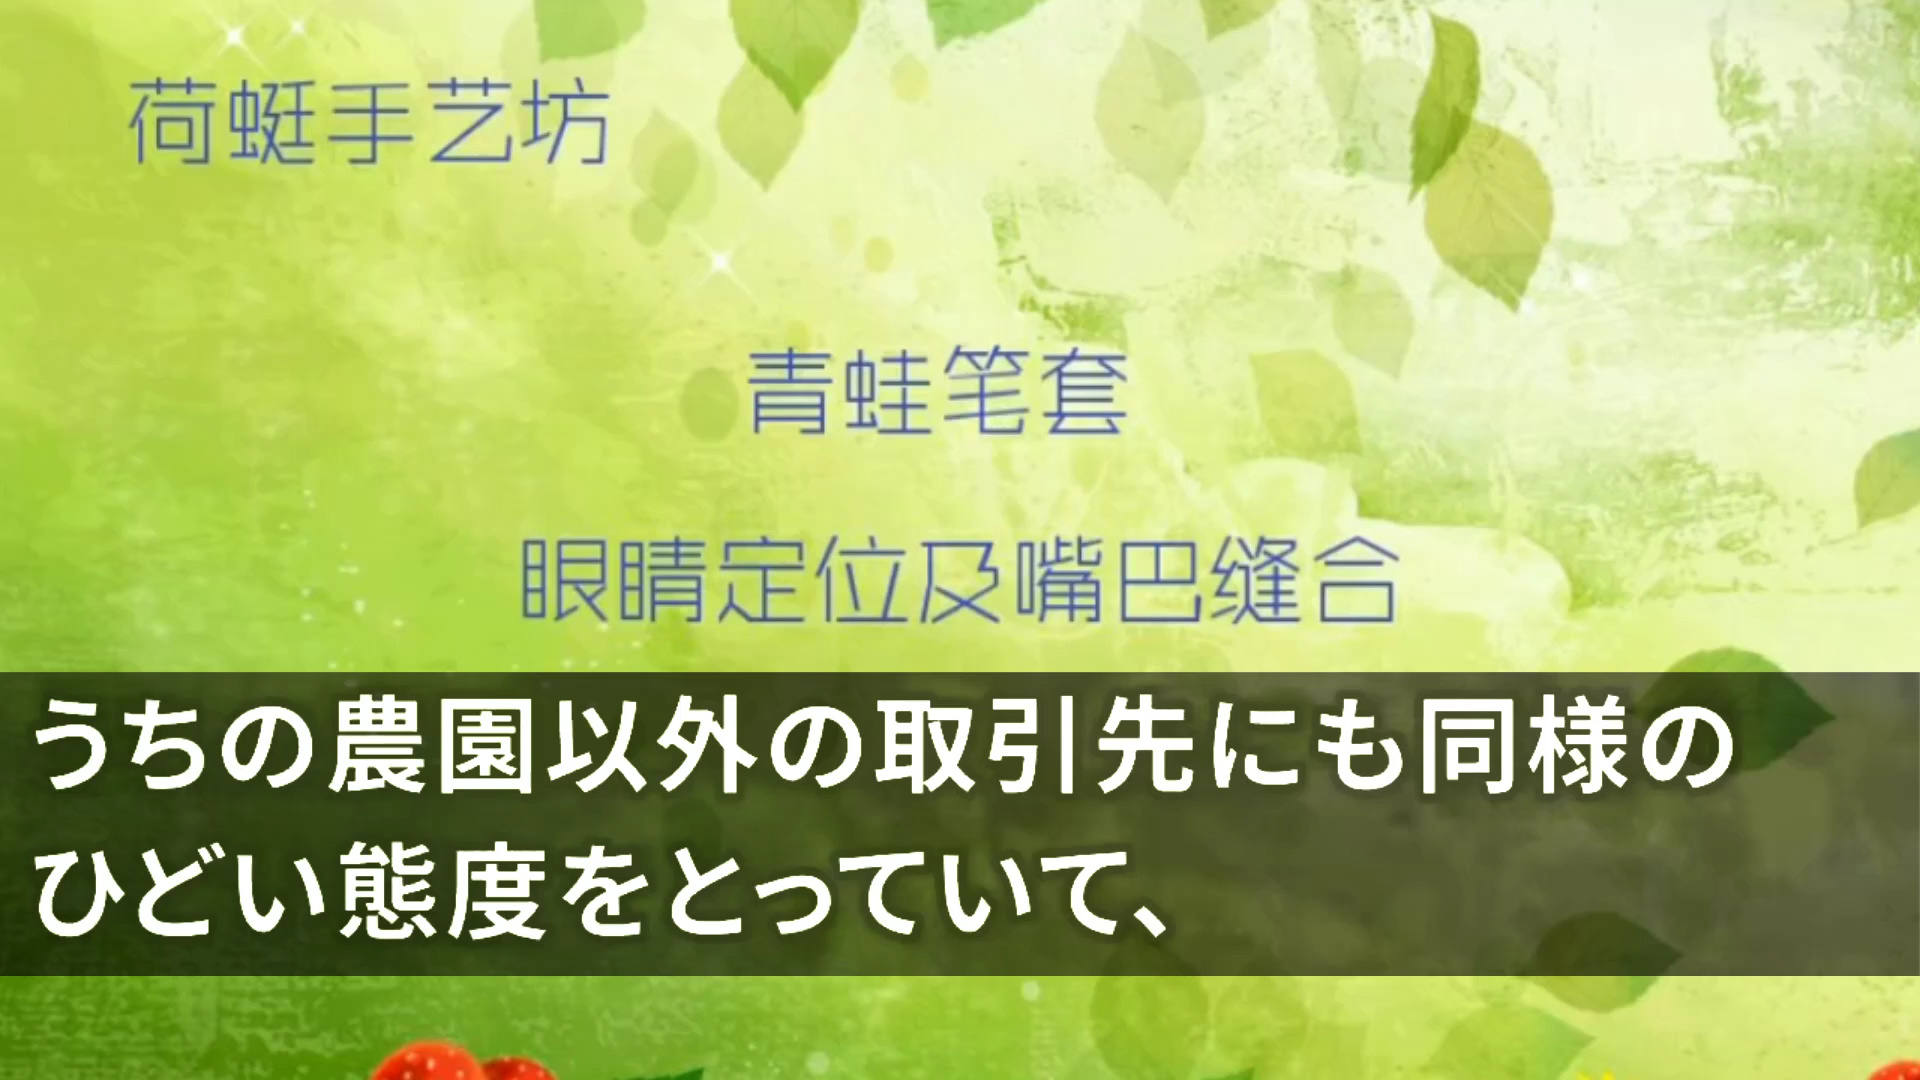 荷蜓手艺坊
青蛙笔套
眼睛定位及嘴巴缝合
うちの農園以外の取引先にも同様の
ひどい態度をとっていて、